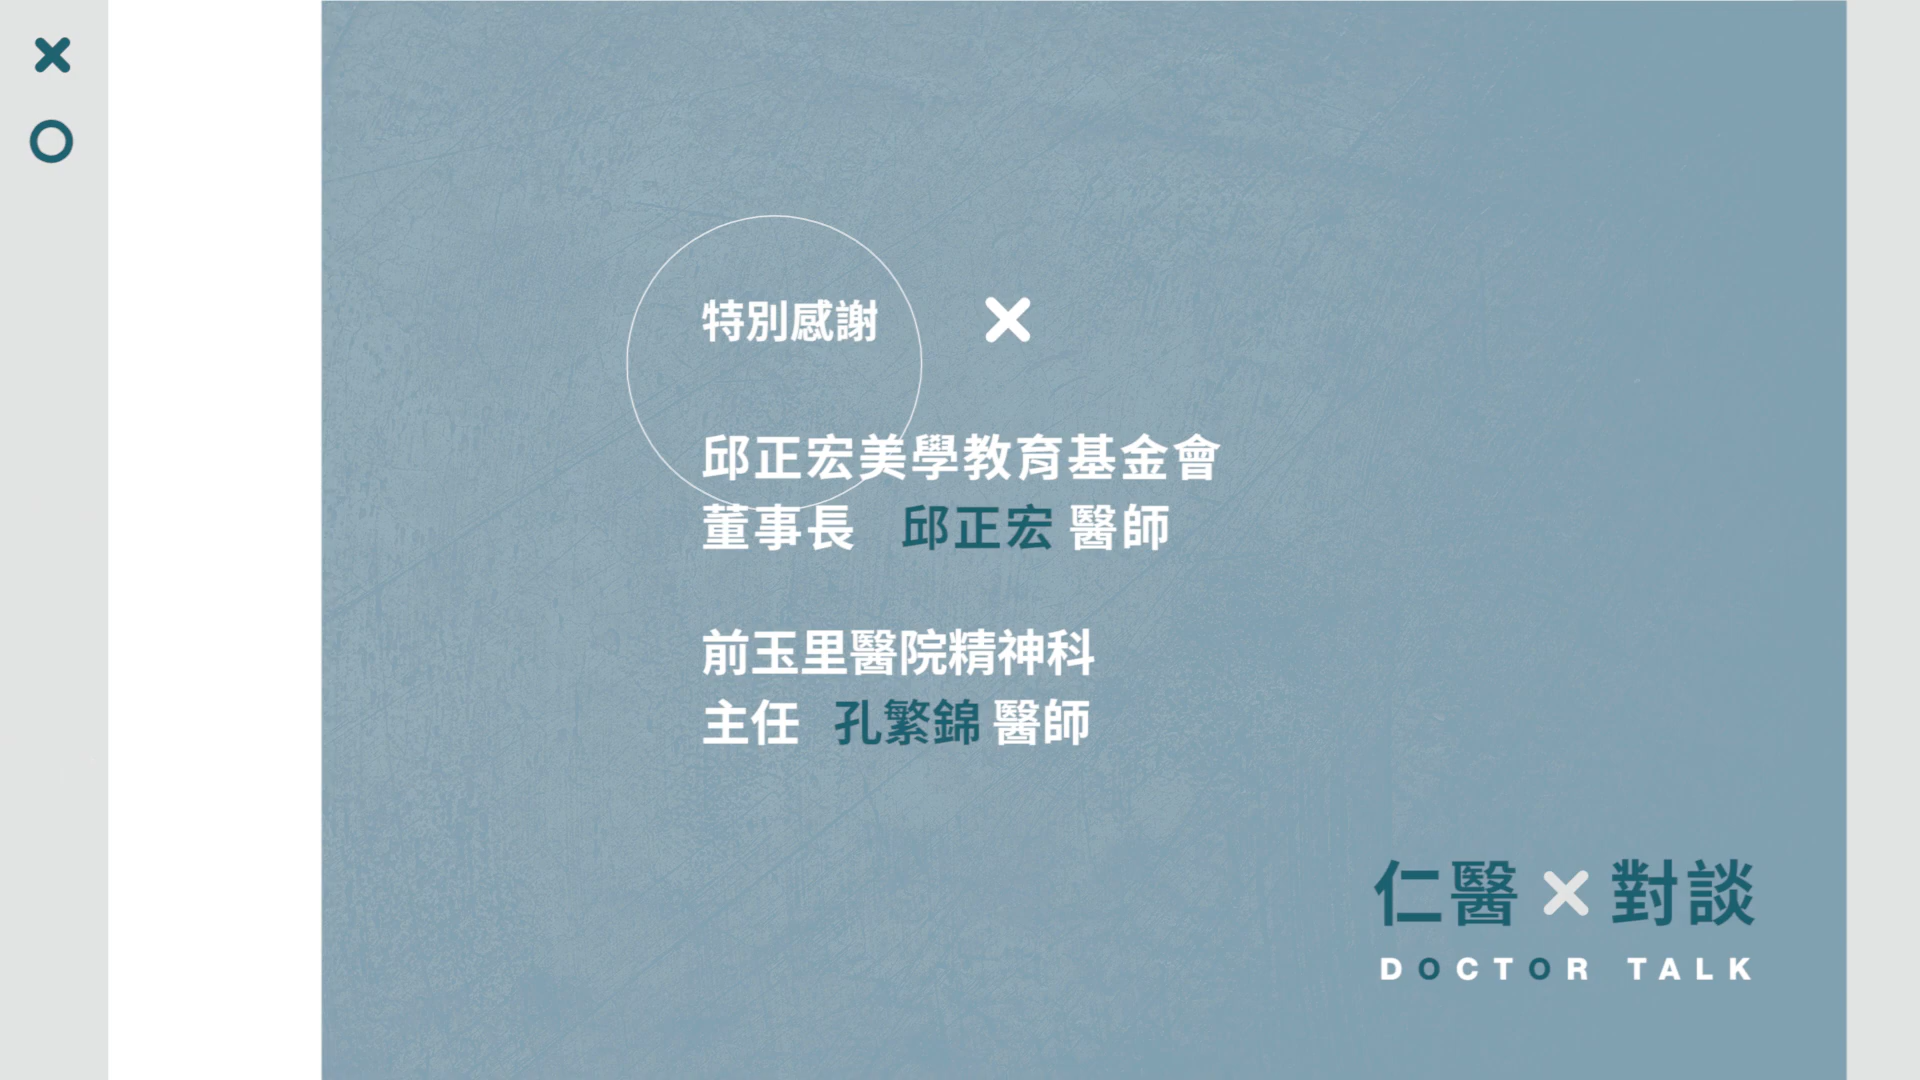 特別感謝
邱正宏美學教育基金會
董事長 邱正宏 醫師
前玉里醫院精神科
主任 孔繁錦 醫師
仁醫×對談
DOCTOR TALK